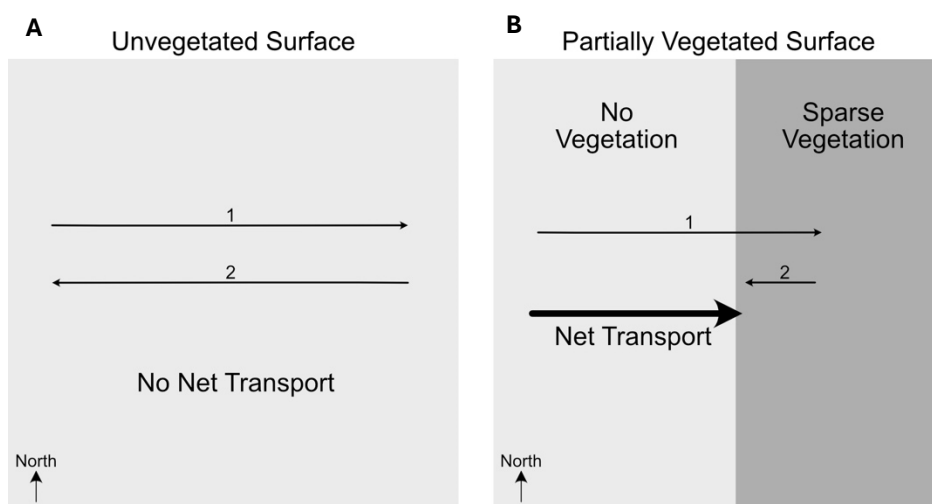 A
Unvegetated Surface
1
2
No Net Transport
North
B
Partially Vegetated Surface
No
Vegetation
Sparse
Vegetation
1
2
Net Transport
North